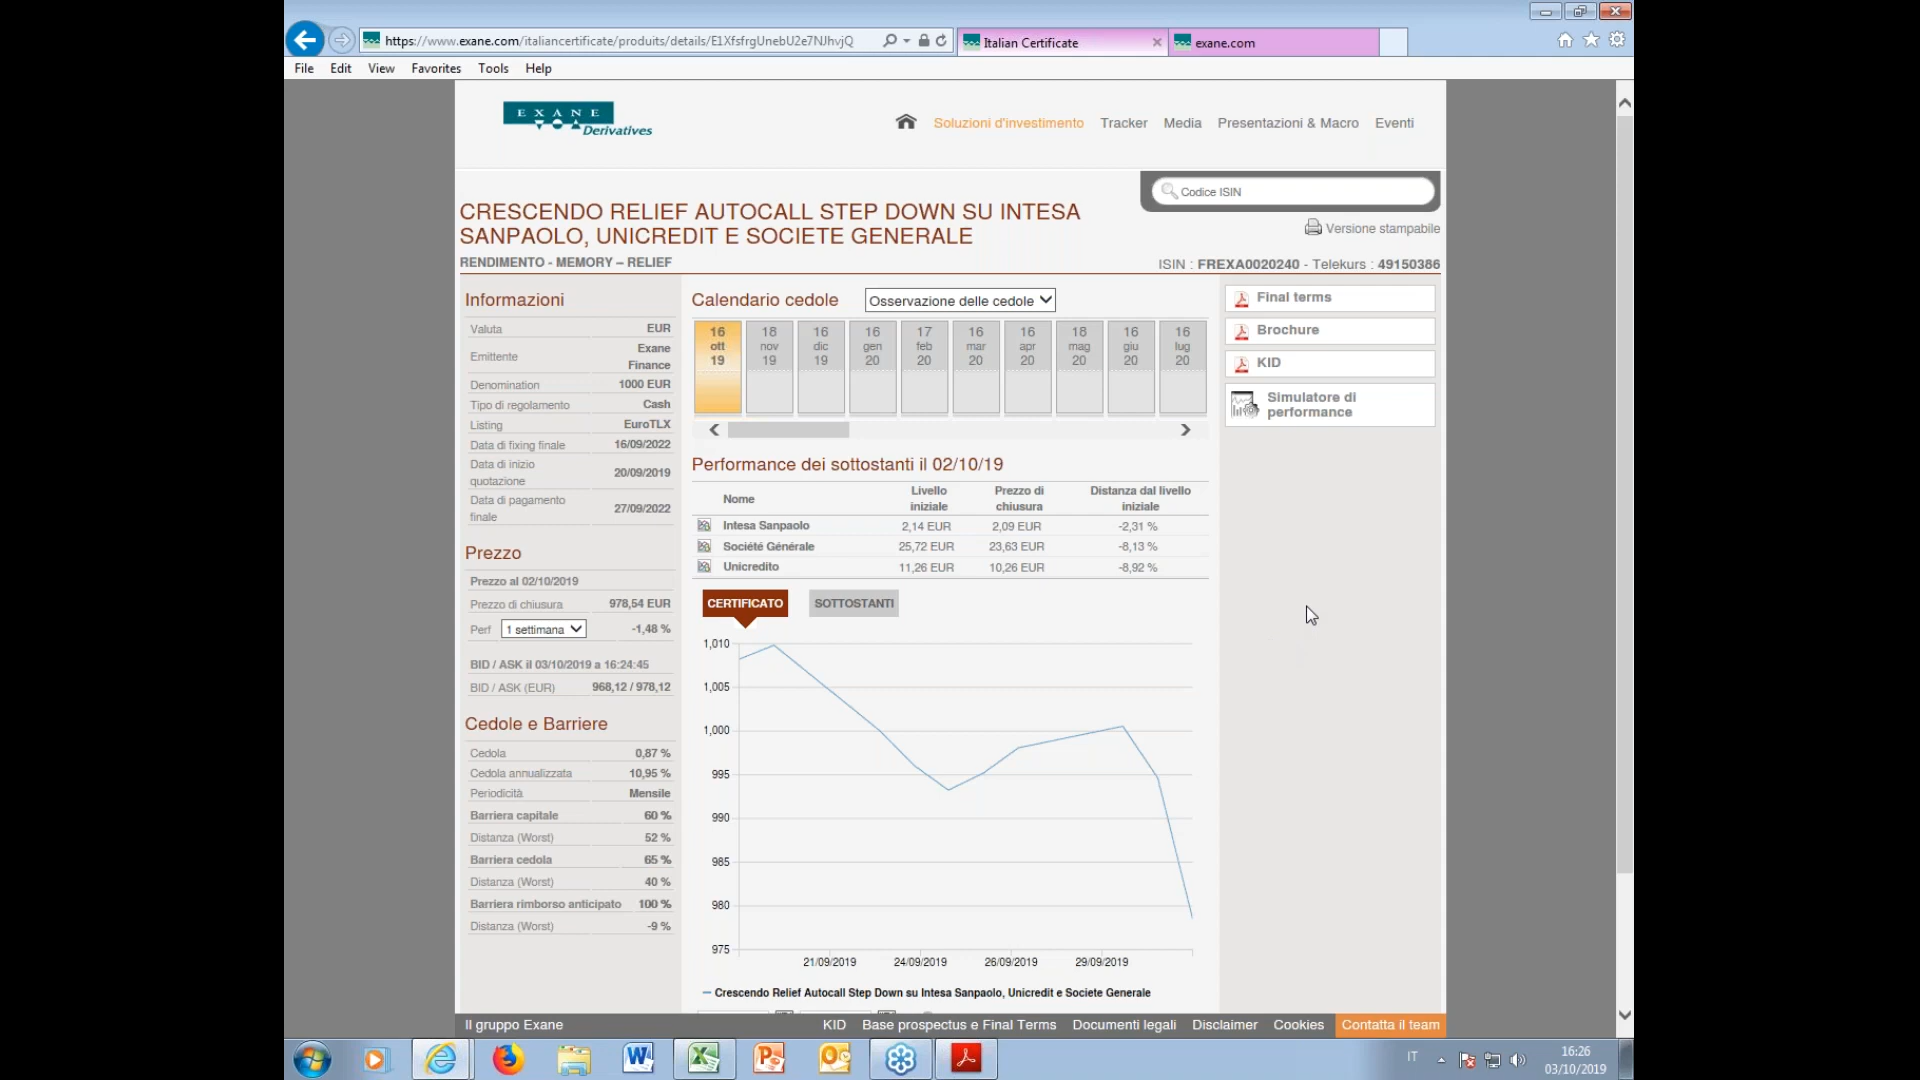 https://www.exane.com/italiancertificate/produits/details/E1XfsfrgUnebU2e7NJhvjQ
Italian Certificate
exane.com
File Edit View Favorites Tools Help
EXANE
Derivatives
Soluzioni d'investimento Tracker Media Presentazioni & Macro Eventi
Codice ISIN
CRESCENDO RELIEF AUTOCALL STEP DOWN SU INTESA
SANPAOLO, UNICREDIT E SOCIETE GENERALE
Versione stampabile
RENDIMENTO - MEMORY – RELIEF
ISIN : FREXA0020240 - Telekurs : 49150386
Informazioni
Valuta EUR
Emittente Exane Finance
Denomination 1000 EUR
Tipo di regolamento Cash
Listing EuroTLX
Data di fixing finale 16/09/2022
Data di inizio quotazione 20/09/2019
Data di pagamento finale 27/09/2022
Prezzo
Prezzo al 02/10/2019
Prezzo di chiusura 978,54 EUR
Perf 1 settimana -1,48 %
BID / ASK il 03/10/2019 a 16:24:45
BID / ASK (EUR) 968,12 / 978,12
Cedole e Barriere
Cedola 0,87 %
Cedola annualizzata 10,95 %
Periodicità Mensile
Barriera capitale 60 %
Distanza (Worst) 52 %
Barriera cedola 65 %
Distanza (Worst) 40 %
Barriera rimborso anticipato 100 %
Distanza (Worst) -9 %
Calendario cedole Osservazione delle cedole
16 18 16 16 17 16 16 18 16 16
ott nov dic gen feb mar apr mag giu lug
19 19 19 20 20 20 20 20 20 20
Performance dei sottostanti il 02/10/19
Nome Livello iniziale Prezzo di chiusura Distanza dal livello iniziale
Intesa Sanpaolo 2,14 EUR 2,09 EUR -2,31 %
Société Générale 25,72 EUR 23,63 EUR -8,13 %
Unicredito 11,26 EUR 10,26 EUR -8,92 %
CERTIFICATO SOTTOSTANTI
1,010
1,005
1,000
995
990
985
980
975
21/09/2019 24/09/2019 26/09/2019 29/09/2019
Crescendo Relief Autocall Step Down su Intesa Sanpaolo, Unicredit e Societe Generale
Final terms
Brochure
KID
Simulatore di
performance
Il gruppo Exane KID Base prospectus e Final Terms Documenti legali Disclaimer Cookies Contatta il team
IT
16:26
03/10/2019